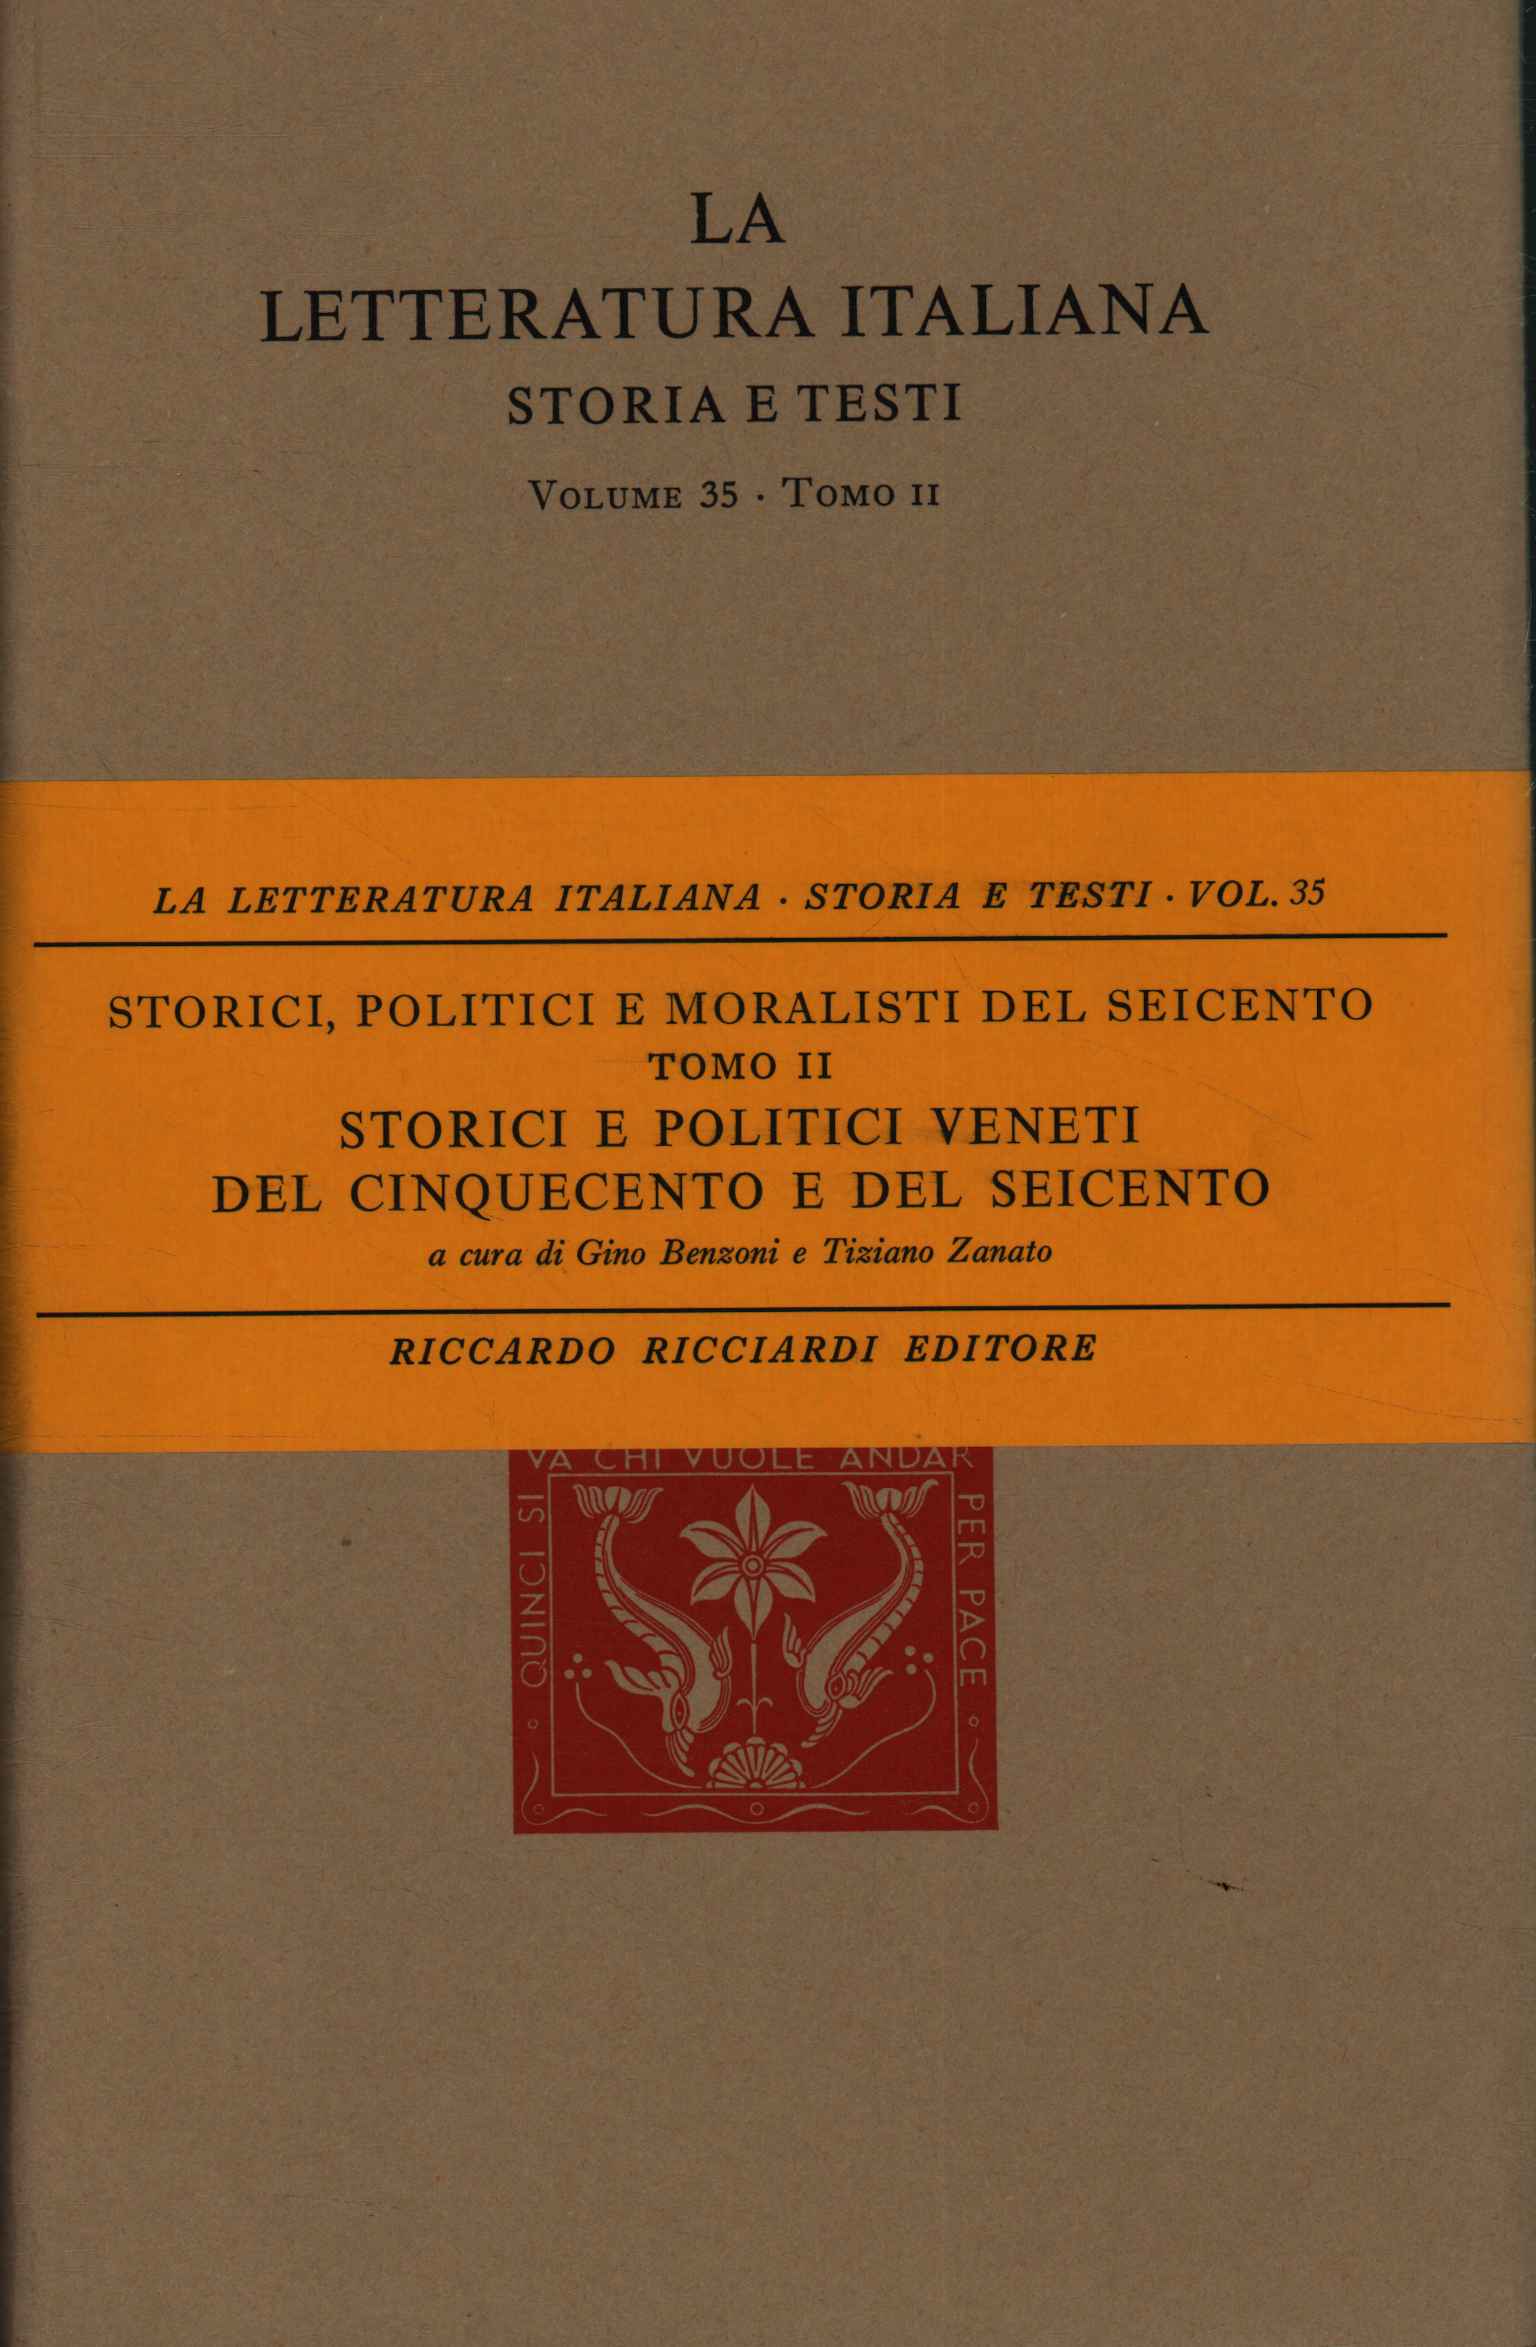 LA
LETTERATURA ITALIANA
STORIA E TESTI
VOLUME 35 · TOMO II
LA LETTERATURA ITALIANA · STORIA E TESTI · VOL. 35
STORICI, POLITICI E MORALISTI DEL SEICENTO
TOMO II
STORICI E POLITICI VENETI
DEL CINQUECENTO E DEL SEICENTO
a cura di Gino Benzoni e Tiziano Zanato
RICCARDO RICCIARDI EDITORE
QUINCI SI
VA CHI VUOLE ANDAR
PER PACE